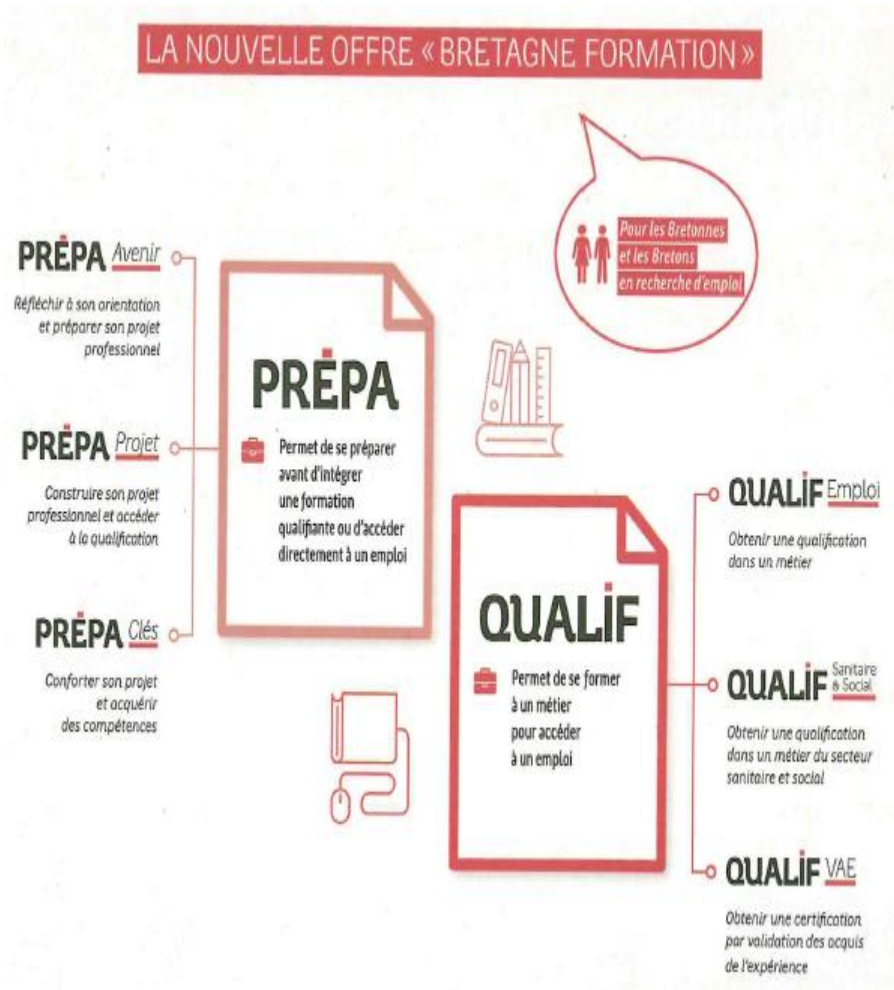 LA NOUVELLE OFFRE « BRETAGNE FORMATION »
Pour les Bretonnes
et les Bretons
en recherche d'emploi
PRÉPA Avenir
Réfléchir à son orientation
et préparer son projet
professionnel
PRÉPA Projet
Construire son projet
professionnel et accéder
à la qualification
PRÉPA Clés
Conforter son projet
et acquérir
des compétences
PRÉPA
Permet de se préparer
avant d'intégrer
une formation
qualifiante ou d'accéder
directement à un emploi
QUALIF
Permet de se former
à un métier
pour accéder
à un emploi
QUALIF Emploi
Obtenir une qualification
dans un métier
QUALIF Sanitaire
& Social
Obtenir une qualification
dans un métier du secteur
sanitaire et social
QUALIF VAE
Obtenir une certification
par validation des acquis
de l'expérience